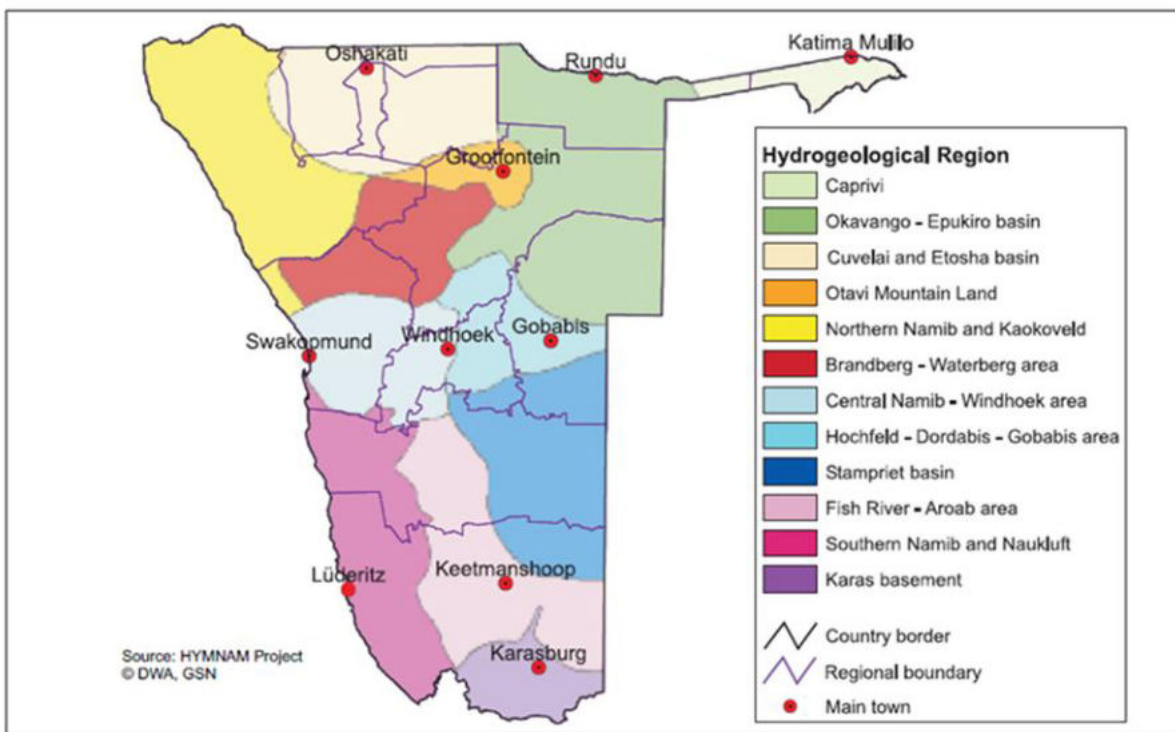 Oshakati
Rundu
Katima Mulilo
Grootfontein
Swakopmund
Windhoek
Gobabis
Lüderitz
Keetmanshoop
Karasburg
Source: HYMNAM Project
© DWA, GSN
Hydrogeological Region
Caprivi
Okavango - Epukiro basin
Cuvelai and Etosha basin
Otavi Mountain Land
Northern Namib and Kaokoveld
Brandberg - Waterberg area
Central Namib - Windhoek area
Hochfeld - Dordabis - Gobabis area
Stampriet basin
Fish River - Aroab area
Southern Namib and Naukluft
Karas basement
Country border
Regional boundary
Main town